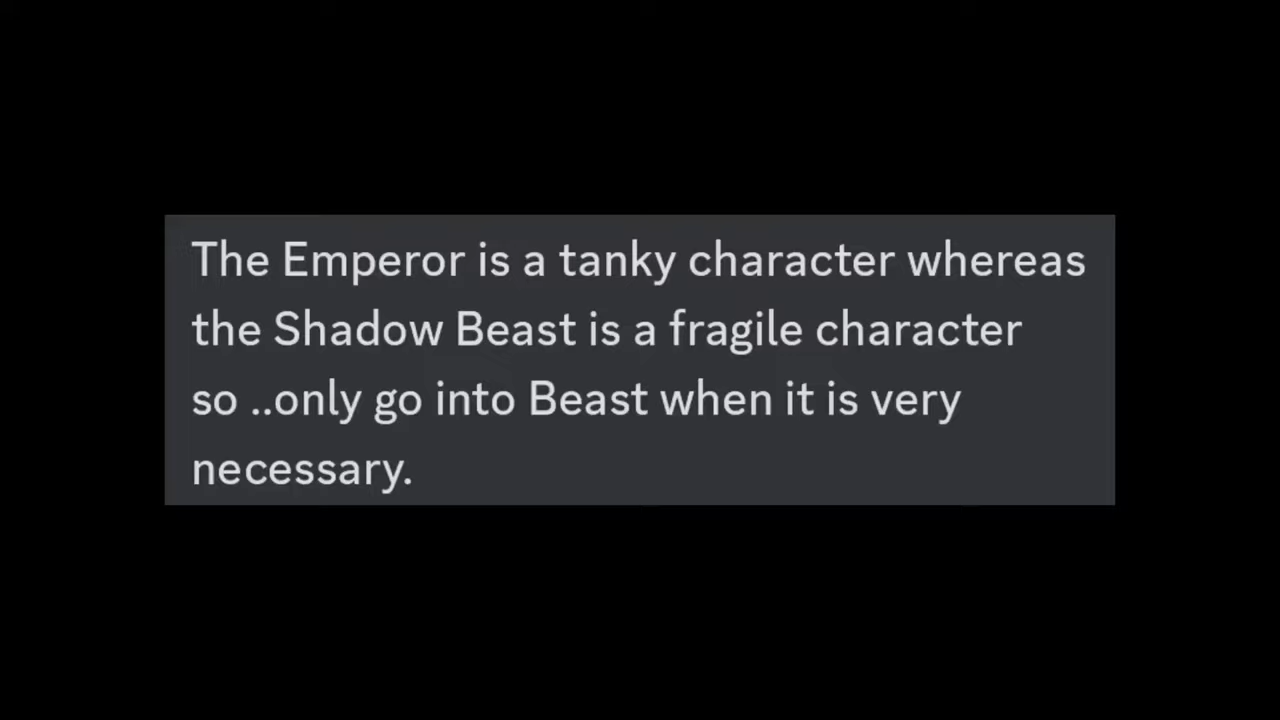 The Emperor is a tanky character whereas
the Shadow Beast is a fragile character
so ..only go into Beast when it is very
necessary.